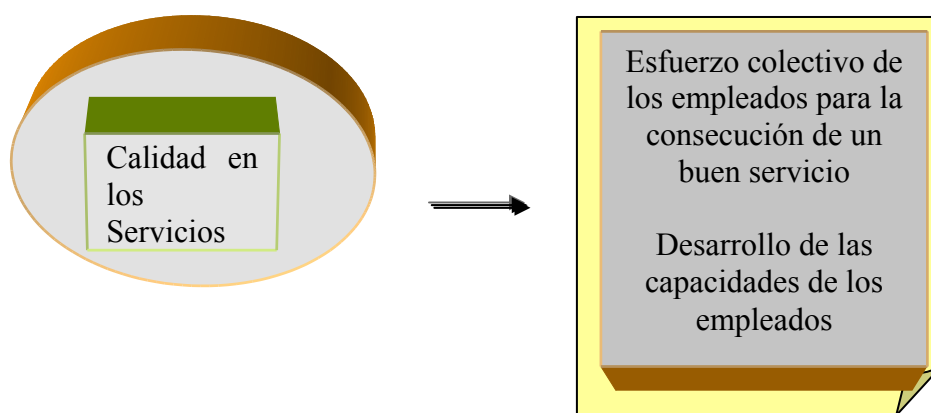 Calidad en
los
Servicios
Esfuerzo colectivo de
los empleados para la
consecución de un
buen servicio
Desarrollo de las
capacidades de los
empleados